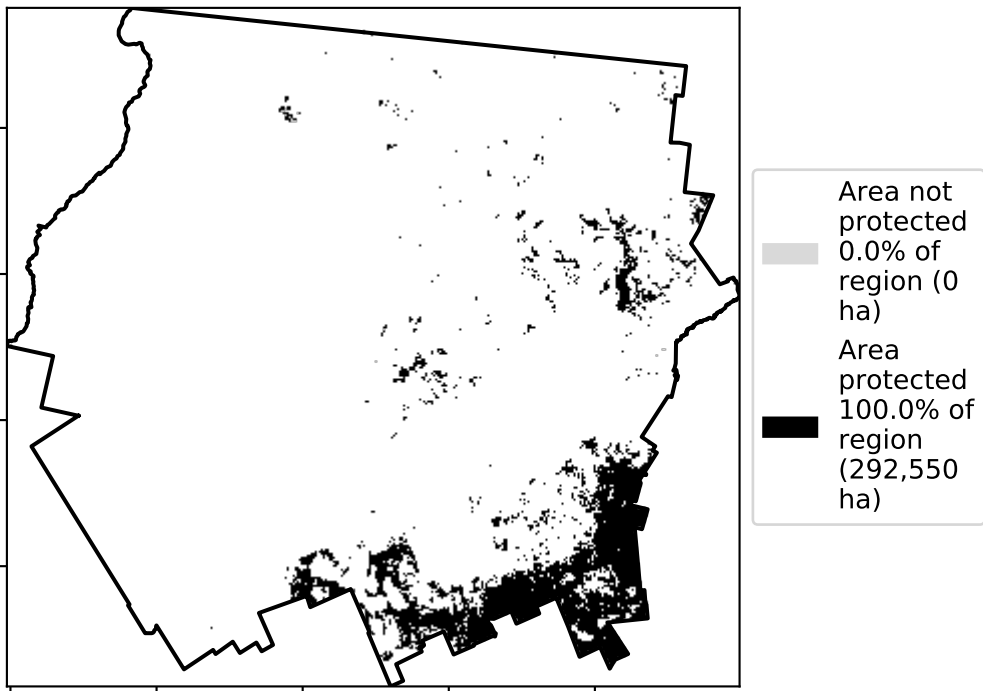 Area not
protected
0.0% of
region (0
ha)
Area
protected
100.0% of
region
(292,550
ha)